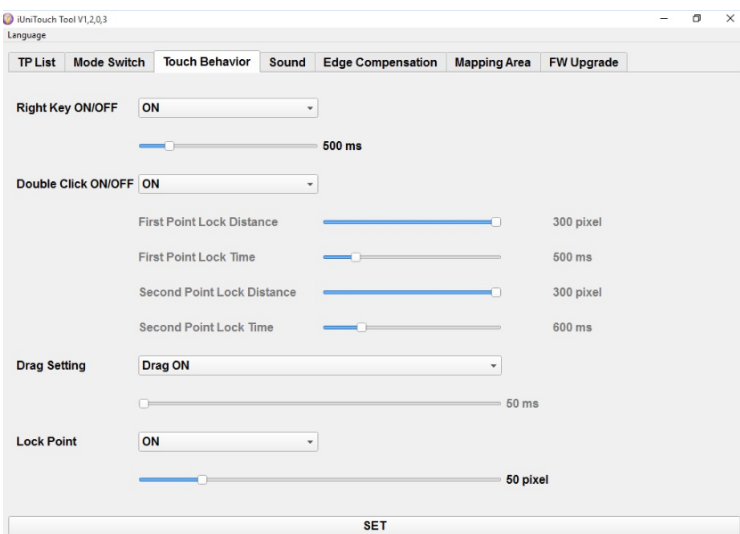 iUniTouch Tool V1,2,0,3
Language
TP List Mode Switch Touch Behavior Sound Edge Compensation Mapping Area FW Upgrade
Right Key ON/OFF ON
500 ms
Double Click ON/OFF ON
First Point Lock Distance 300 pixel
First Point Lock Time 500 ms
Second Point Lock Distance 300 pixel
Second Point Lock Time 600 ms
Drag Setting Drag ON
50 ms
Lock Point ON
50 pixel
SET